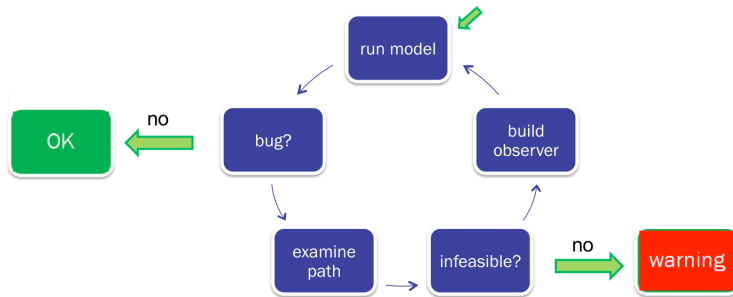 run model
no
OK
bug?
build
observer
examine
path
infeasible?
no
warning